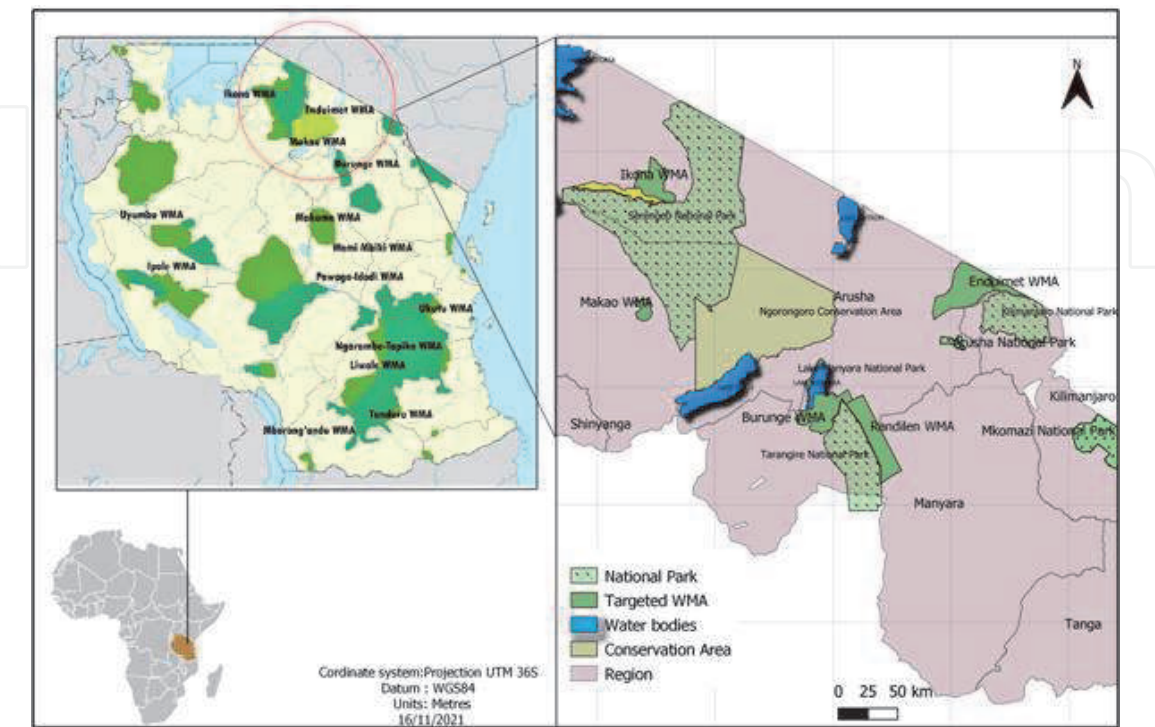 Ikona WMA
Enduimet WMA
Makao WMA
Burunge WMA
Uyumbu WMA
Makame WMA
Wami Mbiki WMA
Ipole WMA
Pawaga-Idodi WMA
Ukutu WMA
Ngarambe-Tapika WMA
Liwale WMA
Tunduru WMA
Mbarang'andu WMA
Cordinate system:Projection UTM 36S
Datum : WGS84
Units: Metres
16/11/2021
N
Ikona WMA
Serengeti National Park
Makao WMA
Arusha
Ngorongoro Conservation Area
Enduimet WMA
Kilimanjaro National Park
Arusha National Park
Lake Manyara National Park
Kilimanjaro
Shinyanga
Burunge WMA
Randilen WMA
Mkomazi National Park
Tarangire National Park
Manyara
Tanga
National Park
Targeted WMA
Water bodies
Conservation Area
Region
0 25 50 km